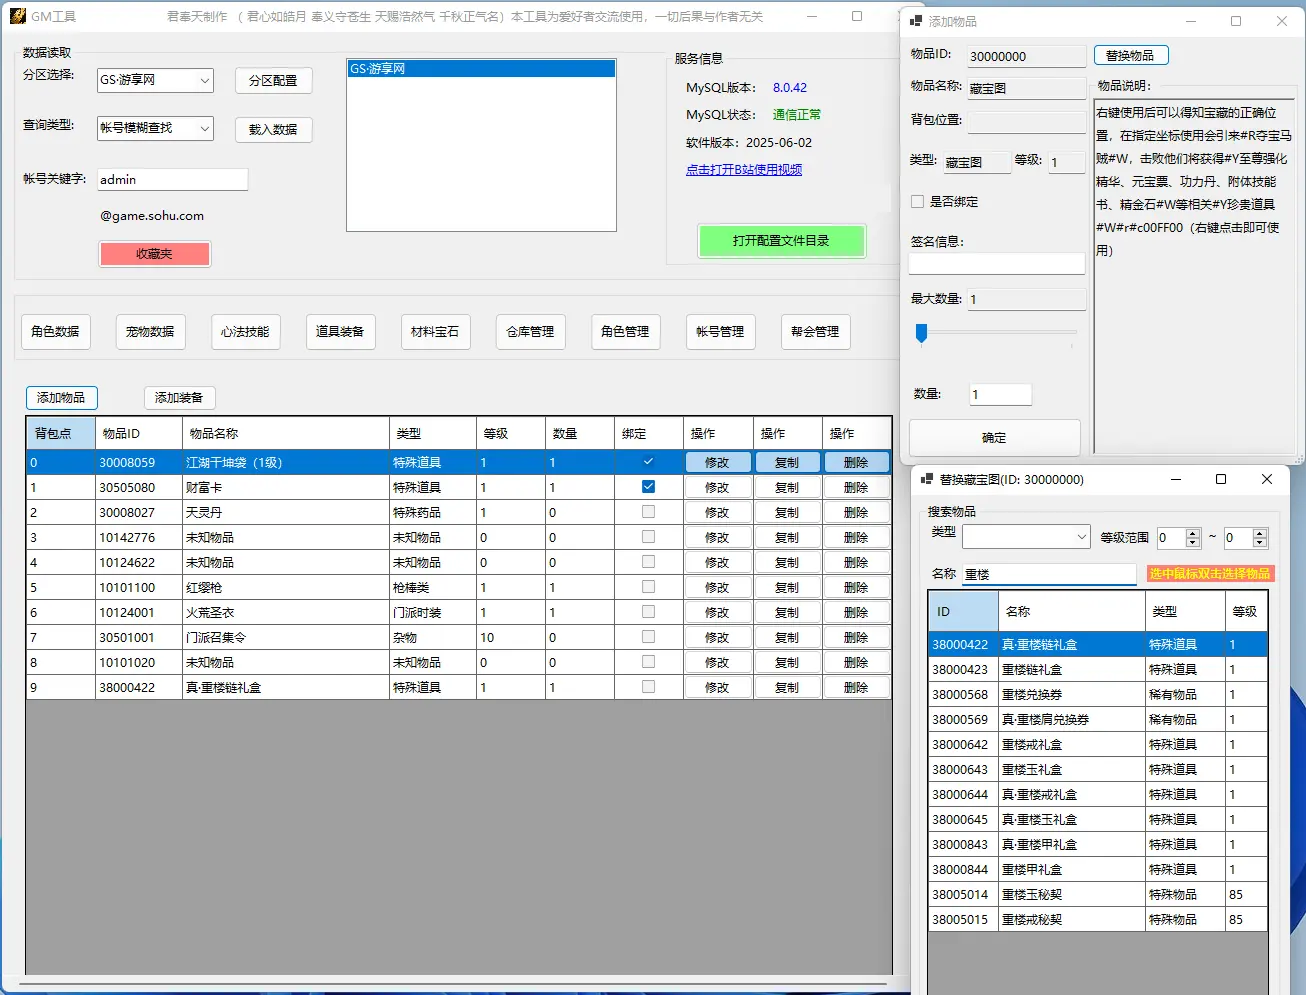 GM工具 君奉天制作 （ 君心如皓月 奉义守苍生 天赐浩然气 千秋正气名）本工具为爱好者交流使用，一切后果与作者无关
数据读取
分区选择: GS·游享网 分区配置
查询类型: 帐号模糊查找 载入数据
帐号关键字: admin
@game.sohu.com
收藏夹
GS·游享网
服务信息
MySQL版本: 8.0.42
MySQL状态: 通信正常
软件版本: 2025-06-02
点击打开B站使用视频
打开配置文件目录
角色数据 宠物数据 心法技能 道具装备 材料宝石 仓库管理 角色管理 帐号管理 帮会管理
添加物品 添加装备
背包点 物品ID 物品名称 类型 等级 数量 绑定 操作 操作 操作
0 30008059 江湖干坤袋（1级） 特殊道具 1 1 修改 复制 删除
1 30505080 财富卡 特殊道具 1 1 修改 复制 删除
2 30008027 天灵丹 特殊药品 1 0 修改 复制 删除
3 10142776 未知物品 未知物品 0 0 修改 复制 删除
4 10124622 未知物品 未知物品 0 0 修改 复制 删除
5 10101100 红缨枪 枪棒类 1 1 修改 复制 删除
6 10124001 火荒圣衣 门派时装 1 1 修改 复制 删除
7 30501001 门派召集令 杂物 10 0 修改 复制 删除
8 10101020 未知物品 未知物品 0 0 修改 复制 删除
9 38000422 真·重楼链礼盒 特殊道具 1 1 修改 复制 删除
添加物品
物品ID: 30000000 替换物品
物品名称: 藏宝图
背包位置:
类型: 藏宝图 等级: 1
是否绑定
签名信息:
最大数量: 1
数量: 1
确定
物品说明:
右键使用后可以得知宝藏的正确位
置，在指定坐标使用会引来#R夺宝马
贼#W，击败他们将获得#Y至尊强化
精华、元宝票、功力丹、附体技能
书、精金石#W等相关#Y珍贵道具
#W#r#c00FF00（右键点击即可使
用）
替换藏宝图(ID: 30000000)
搜索物品
类型 等级范围 0 ~ 0
名称 重楼 选中鼠标双击选择物品
ID 名称 类型 等级
38000422 真·重楼链礼盒 特殊道具 1
38000423 重楼链礼盒 特殊道具 1
38000568 重楼兑换券 稀有物品 1
38000569 真·重楼肩兑换券 稀有物品 1
38000642 重楼戒礼盒 特殊道具 1
38000643 重楼玉礼盒 特殊道具 1
38000644 真·重楼戒礼盒 特殊道具 1
38000645 真·重楼玉礼盒 特殊道具 1
38000843 真·重楼甲礼盒 特殊道具 1
38000844 重楼甲礼盒 特殊道具 1
38005014 重楼玉秘契 特殊物品 85
38005015 重楼戒秘契 特殊物品 85